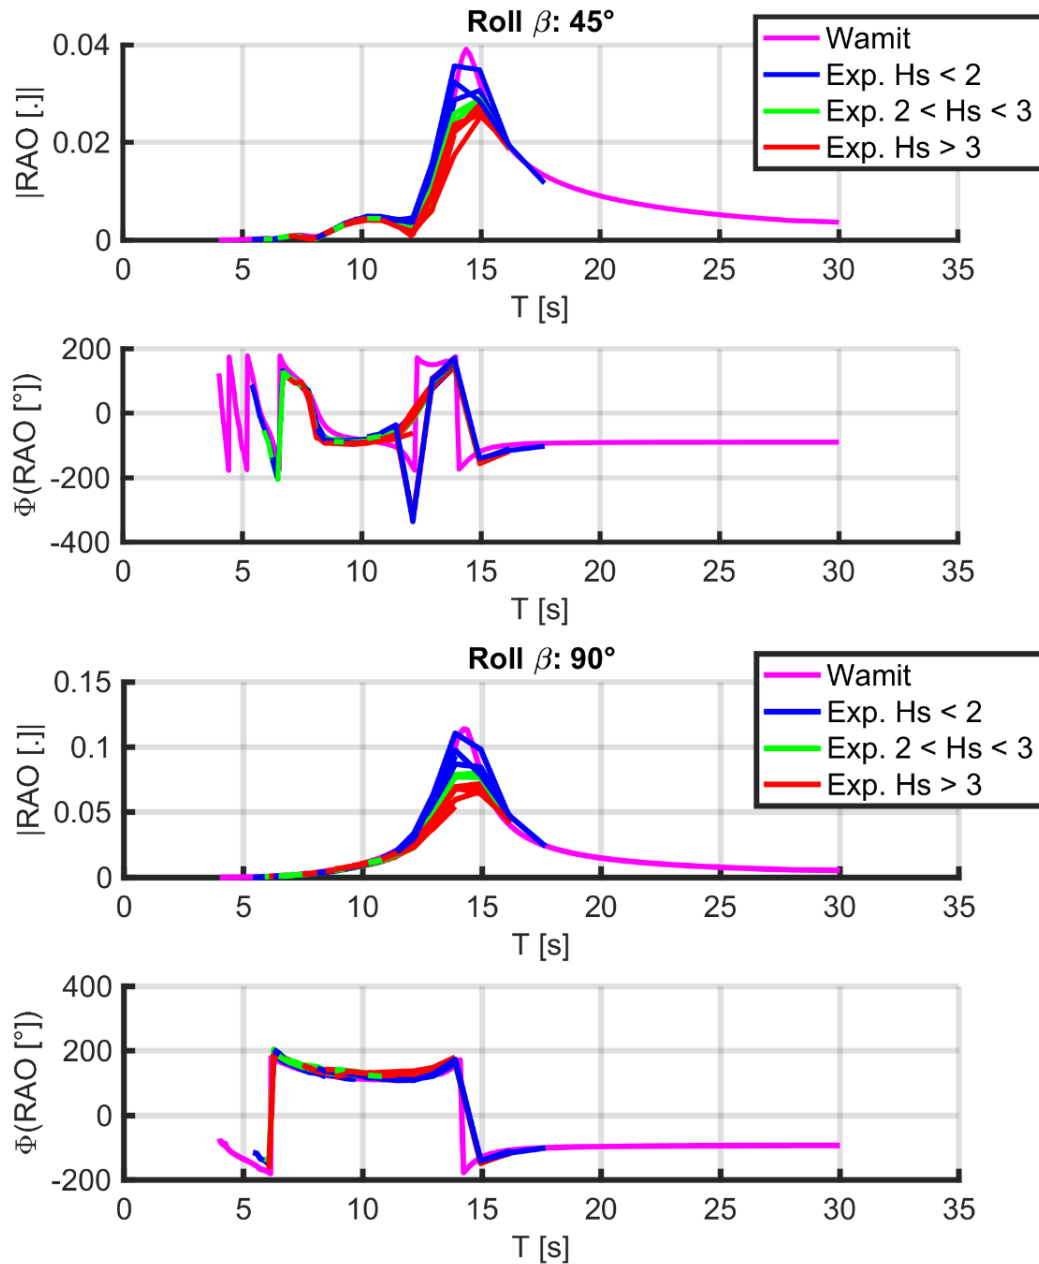 Roll β: 45°
Wamit
Exp. Hs < 2
Exp. 2 < Hs < 3
Exp. Hs > 3
|RAO [.]|
0.04
0.02
0
0 5 10 15 20 25 30 35
T [s]
Φ(RAO [°])
200
0
-200
-400
0 5 10 15 20 25 30 35
T [s]
Roll β: 90°
Wamit
Exp. Hs < 2
Exp. 2 < Hs < 3
Exp. Hs > 3
|RAO [.]|
0.15
0.1
0.05
0
0 5 10 15 20 25 30 35
T [s]
Φ(RAO [°])
400
200
0
-200
0 5 10 15 20 25 30 35
T [s]